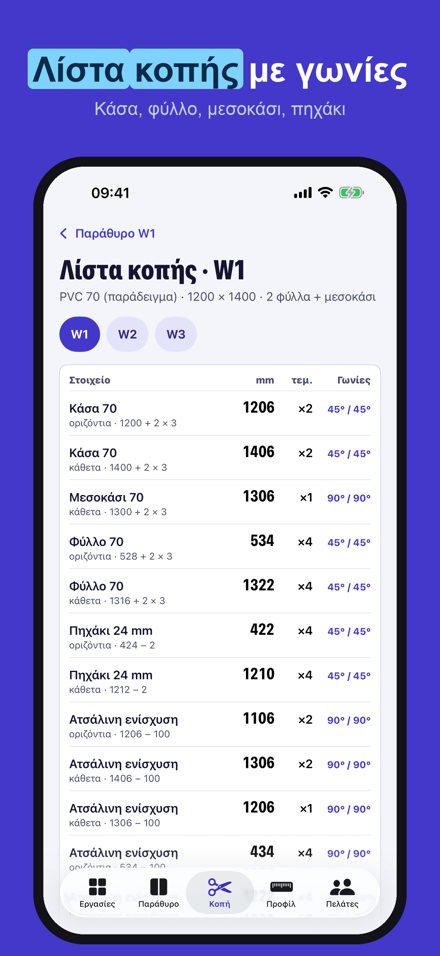 Λίστα κοπής με γωνίες
Κάσα, φύλλο, μεσοκάσι, πηχάκι
09:41
Παράθυρο W1
Λίστα κοπής · W1
PVC 70 (παράδειγμα) · 1200 × 1400 · 2 φύλλα + μεσοκάσι
W1 W2 W3
Στοιχείο mm τεμ. Γωνίες
Κάσα 70 1206 ×2 45° / 45°
οριζόντια · 1200 + 2 × 3
Κάσα 70 1406 ×2 45° / 45°
κάθετα · 1400 + 2 × 3
Μεσοκάσι 70 1306 ×1 90° / 90°
κάθετα · 1300 + 2 × 3
Φύλλο 70 534 ×4 45° / 45°
οριζόντια · 528 + 2 × 3
Φύλλο 70 1322 ×4 45° / 45°
κάθετα · 1316 + 2 × 3
Πηχάκι 24 mm 422 ×4 45° / 45°
οριζόντια · 424 − 2
Πηχάκι 24 mm 1210 ×4 45° / 45°
κάθετα · 1212 − 2
Ατσάλινη ενίσχυση 1106 ×2 90° / 90°
οριζόντια · 1206 − 100
Ατσάλινη ενίσχυση 1306 ×2 90° / 90°
κάθετα · 1406 − 100
Ατσάλινη ενίσχυση 1206 ×1 90° / 90°
κάθετα · 1306 − 100
Ατσάλινη ενίσχυση 434 ×4 90° / 90°
οριζόντια · 534 − 100
Εργασίες Παράθυρο Κοπή Προφίλ Πελάτες